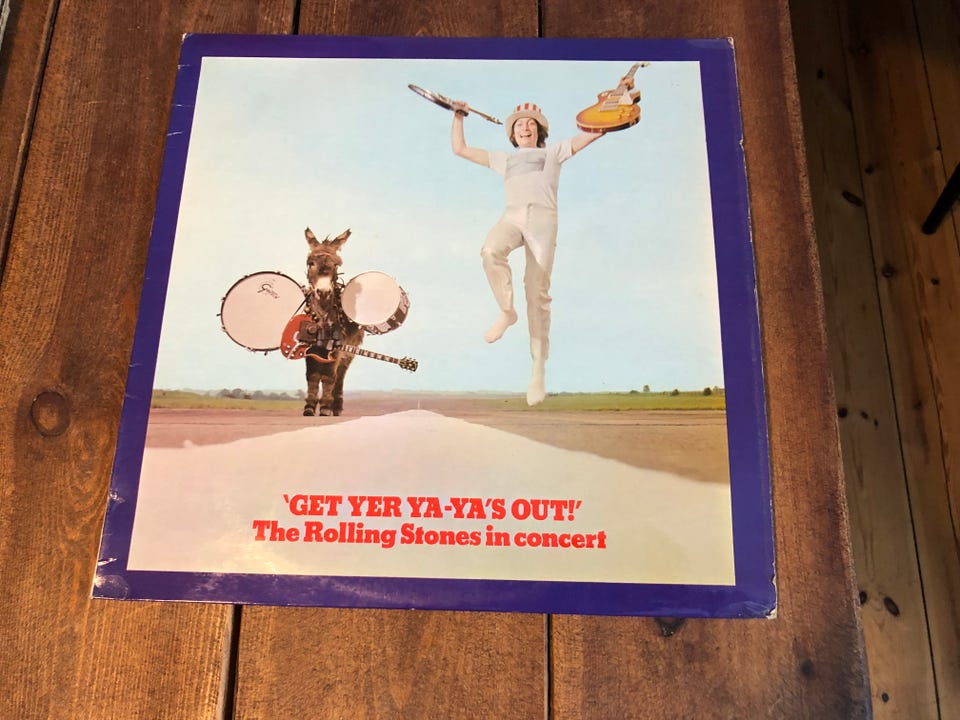 'GET YER YA-YA'S OUT!'
The Rolling Stones in concert